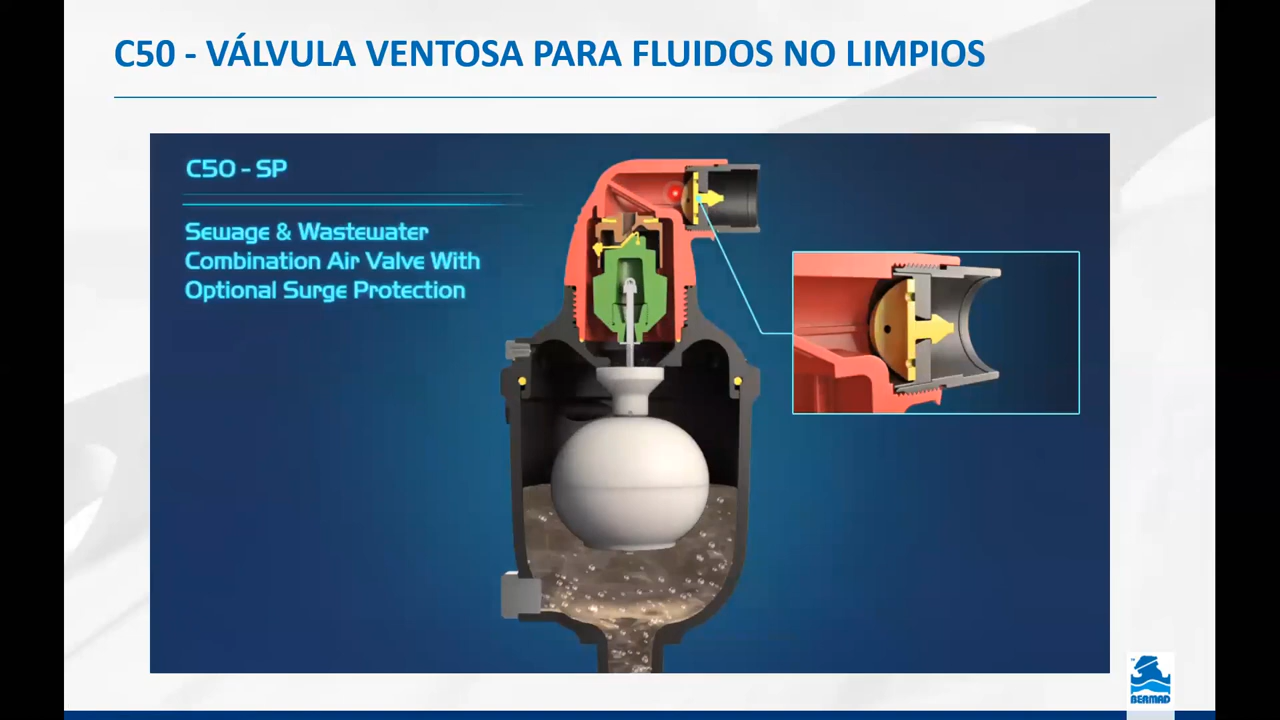 C50 - VÁLVULA VENTOSA PARA FLUIDOS NO LIMPIOS
C50 - SP
Sewage & Wastewater
Combination Air Valve With
Optional Surge Protection
BERMAD